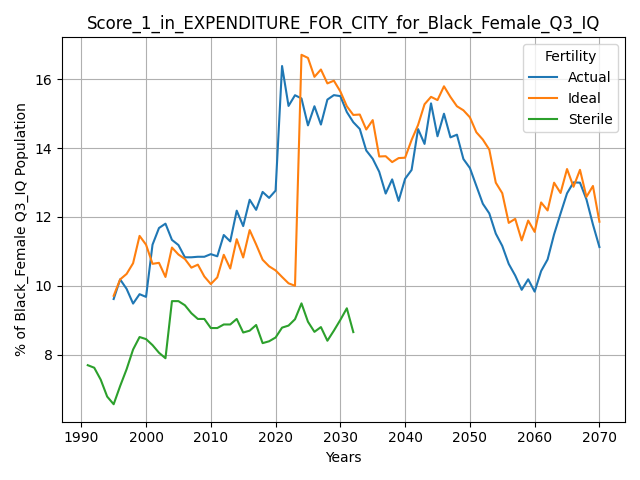 Score_1_in_EXPENDITURE_FOR_CITY_for_Black_Female_Q3_IQ
Fertility
Actual
Ideal
Sterile
% of Black_Female Q3_IQ Population
16
14
12
10
8
1990 2000 2010 2020 2030 2040 2050 2060 2070
Years